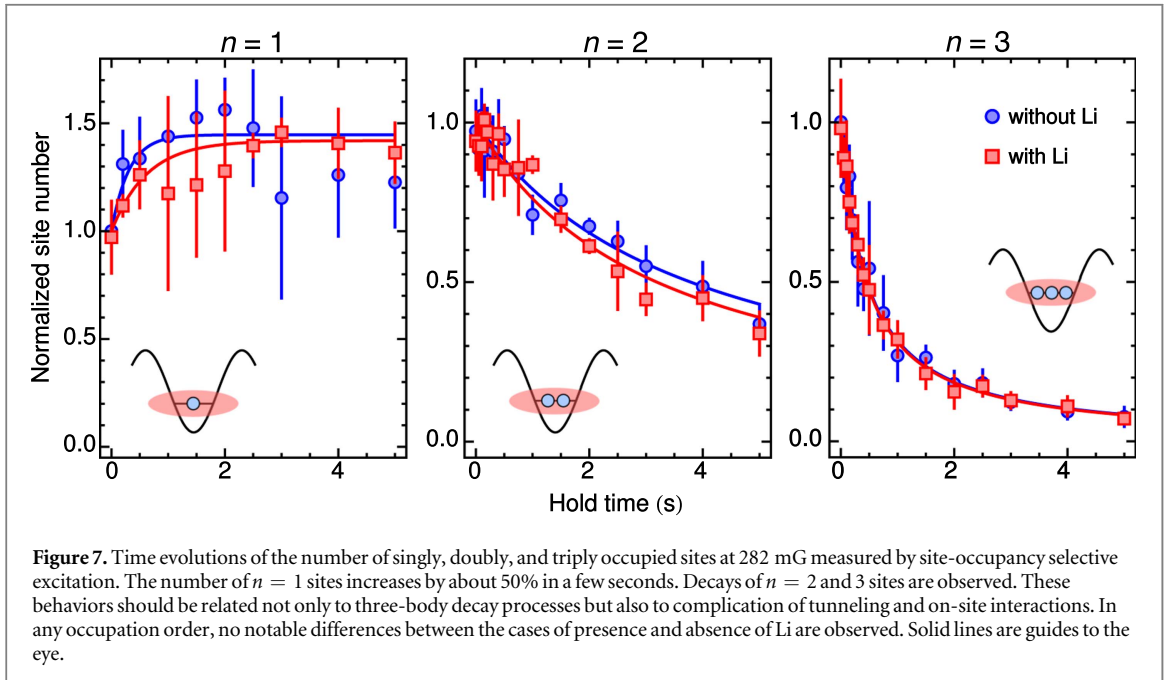 n = 1
n = 2
n = 3
Normalized site number
1.5
1.0
0.5
0.0
0
2
4
1.0
0.5
0.0
0
2
4
1.0
0.5
0.0
0
2
4
without Li
with Li
Hold time (s)
Figure 7. Time evolutions of the number of singly, doubly, and triply occupied sites at 282 mG measured by site-occupancy selective
excitation. The number of n = 1 sites increases by about 50% in a few seconds. Decays of n = 2 and 3 sites are observed. These
behaviors should be related not only to three-body decay processes but also to complication of tunneling and on-site interactions. In
any occupation order, no notable differences between the cases of presence and absence of Li are observed. Solid lines are guides to the
eye.